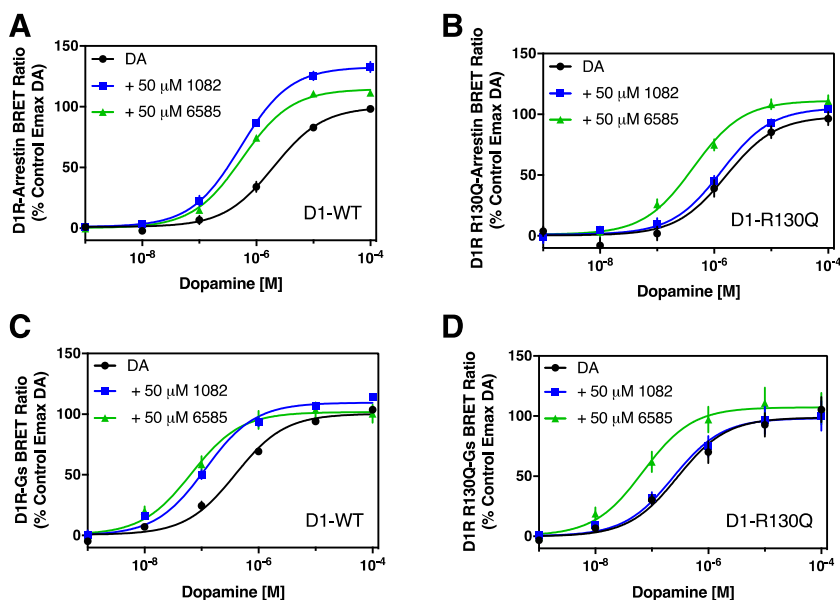 A
D1R-Arrestin BRET Ratio
(% Control Emax DA)
150
100
50
0
DA
+ 50 μM 1082
+ 50 μM 6585
D1-WT
10-8
10-6
10-4
Dopamine [M]
B
D1R R130Q-Arrestin BRET Ratio
(% Control Emax DA)
150
100
50
0
DA
+ 50 μM 1082
+ 50 μM 6585
D1-R130Q
10-8
10-6
10-4
Dopamine [M]
C
D1R-Gs BRET Ratio
(% Control Emax DA)
150
100
50
0
DA
+ 50 μM 1082
+ 50 μM 6585
D1-WT
10-8
10-6
10-4
Dopamine [M]
D
D1R R130Q-Gs BRET Ratio
(% Control Emax DA)
150
100
50
0
DA
+ 50 μM 1082
+ 50 μM 6585
D1-R130Q
10-8
10-6
10-4
Dopamine [M]